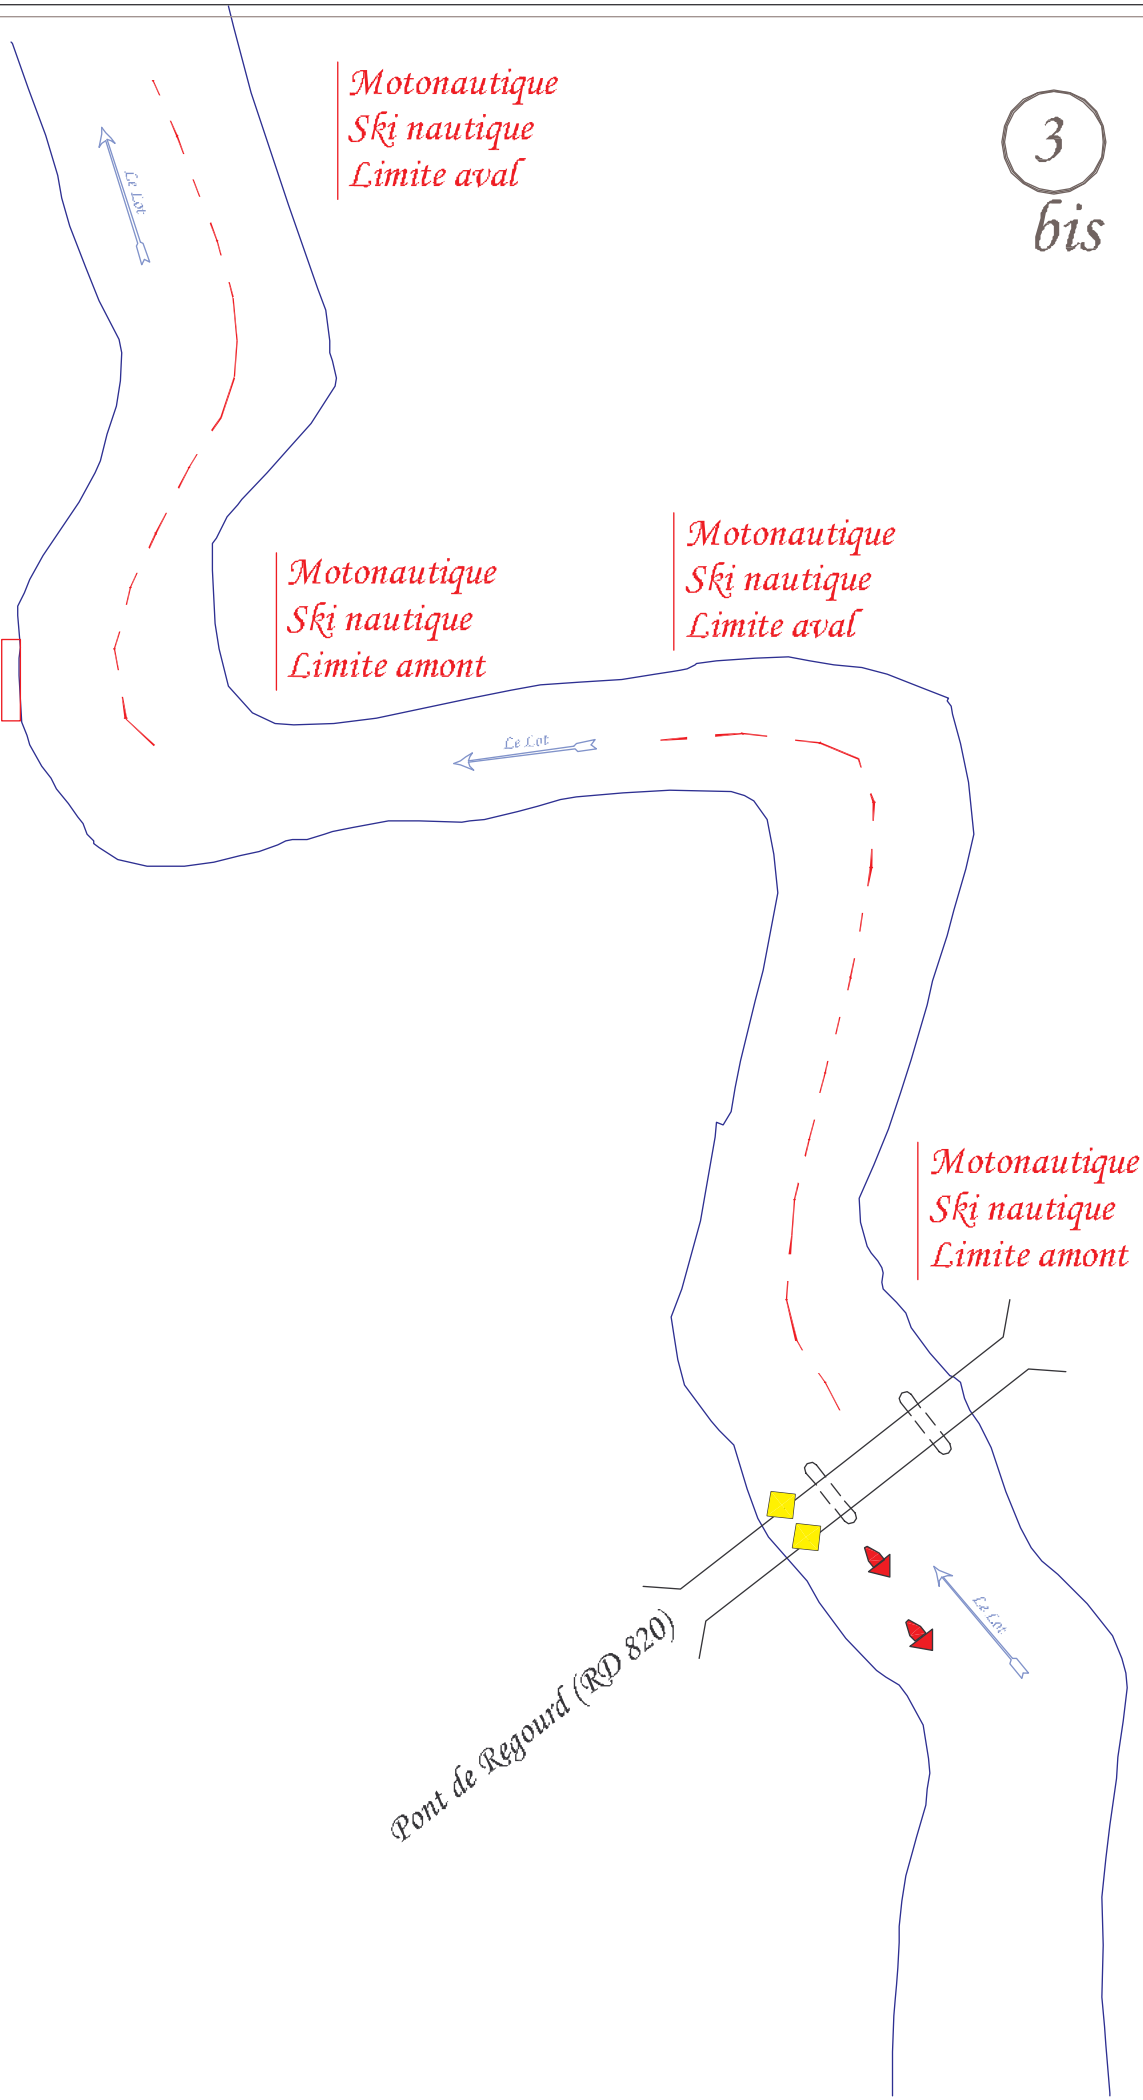 Motonautique
Ski nautique
Limite aval
3
bis
Le Lot
Motonautique
Ski nautique
Limite aval
Motonautique
Ski nautique
Limite amont
Le Lot
Motonautique
Ski nautique
Limite amont
Le Lot
Pont de Regourd (RD 820)